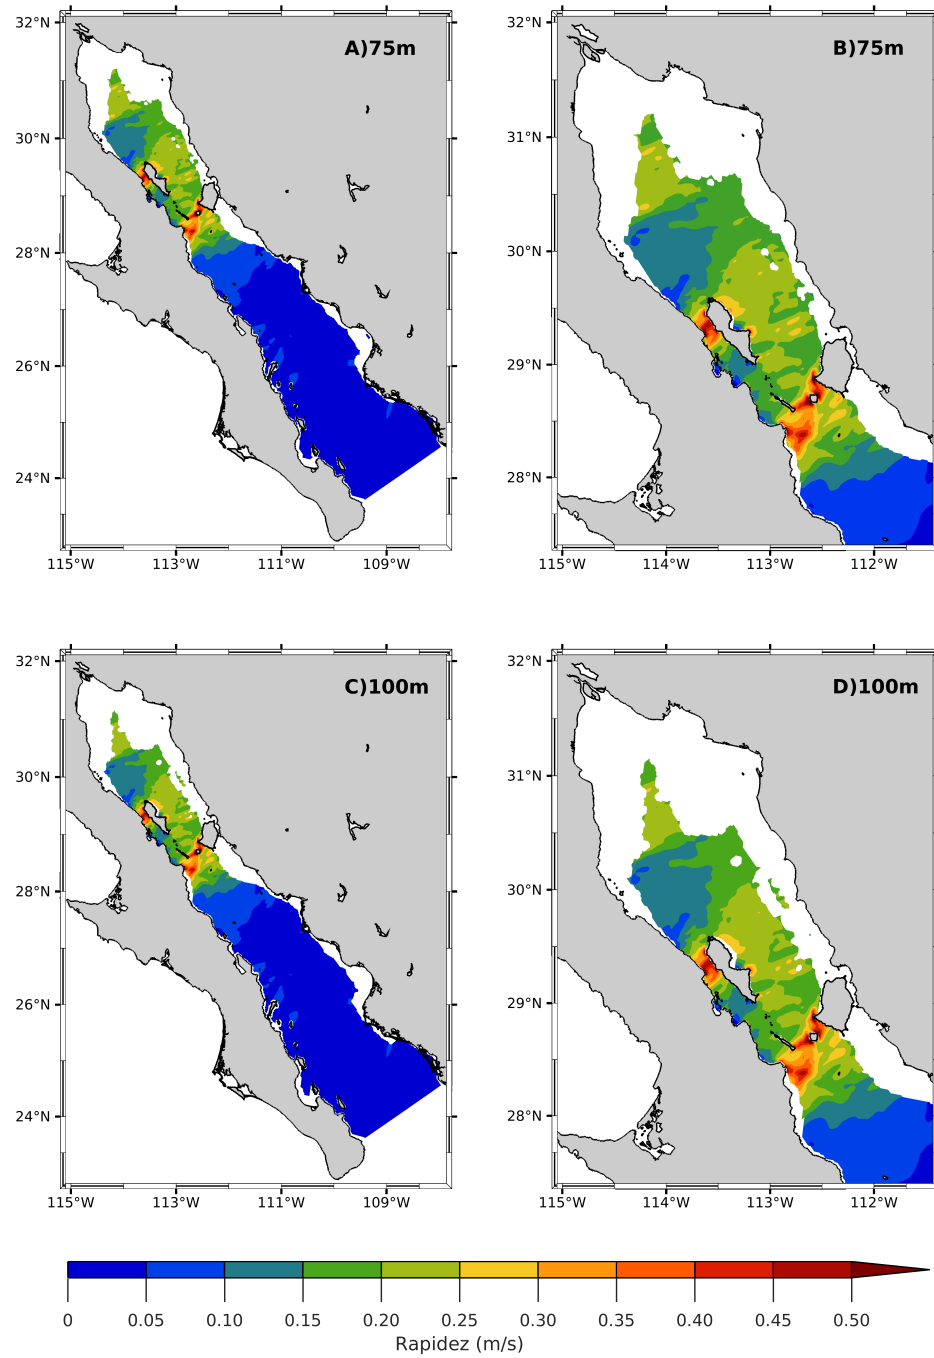 32°N
30°N
28°N
26°N
24°N
115°W 113°W 111°W 109°W
A)75m
32°N
31°N
30°N
29°N
28°N
115°W 114°W 113°W 112°W
B)75m
32°N
30°N
28°N
26°N
24°N
115°W 113°W 111°W 109°W
C)100m
32°N
31°N
30°N
29°N
28°N
115°W 114°W 113°W 112°W
D)100m
0 0.05 0.10 0.15 0.20 0.25 0.30 0.35 0.40 0.45 0.50
Rapidez (m/s)